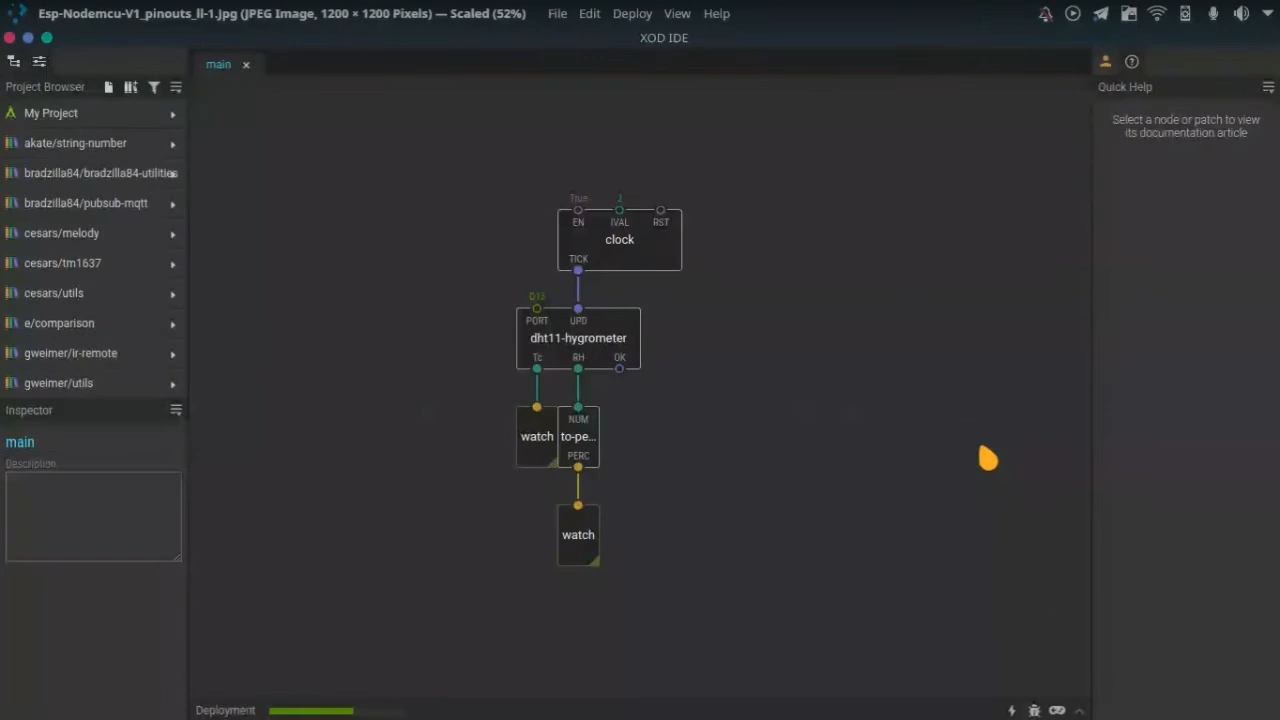 Esp-Nodemcu-V1_pinouts_ll-1.Jpg (JPEG Image, 1200 × 1200 Pixels) — Scaled (52%)
File Edit Deploy View Help
XOD IDE
main
Project Browser
My Project
akate/string-number
bradzilla84/bradzilla84-utilities
bradzilla84/pubsub-mqtt
cesars/melody
cesars/tm1637
cesars/utils
e/comparison
gweimer/ir-remote
gweimer/utils
Inspector
main
Description
True
EN IVAL RST
clock
TICK
D13
PORT UPD
dht11-hygrometer
Tc RH OK
watch
NUM
to-pe...
PERC
watch
Deployment
Quick Help
Select a node or patch to view
its documentation article